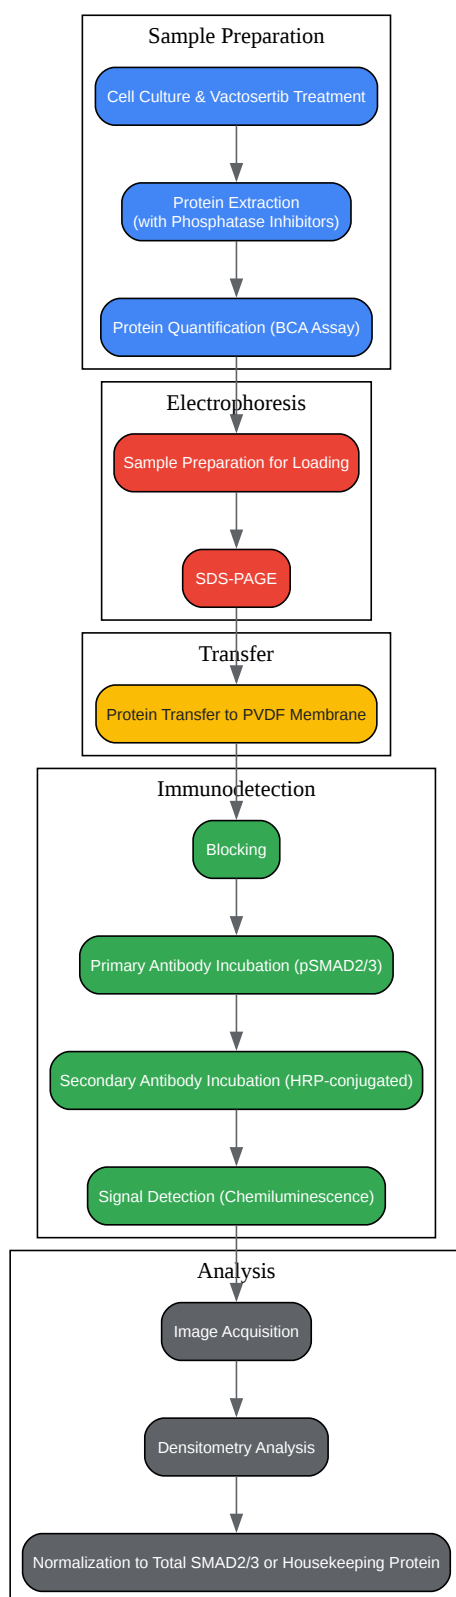 Sample Preparation
Cell Culture & Vactosertib Treatment
Protein Extraction
(with Phosphatase Inhibitors)
Protein Quantification (BCA Assay)
Electrophoresis
Sample Preparation for Loading
SDS-PAGE
Transfer
Protein Transfer to PVDF Membrane
Immunodetection
Blocking
Primary Antibody Incubation (pSMAD2/3)
Secondary Antibody Incubation (HRP-conjugated)
Signal Detection (Chemiluminescence)
Analysis
Image Acquisition
Densitometry Analysis
Normalization to Total SMAD2/3 or Housekeeping Protein